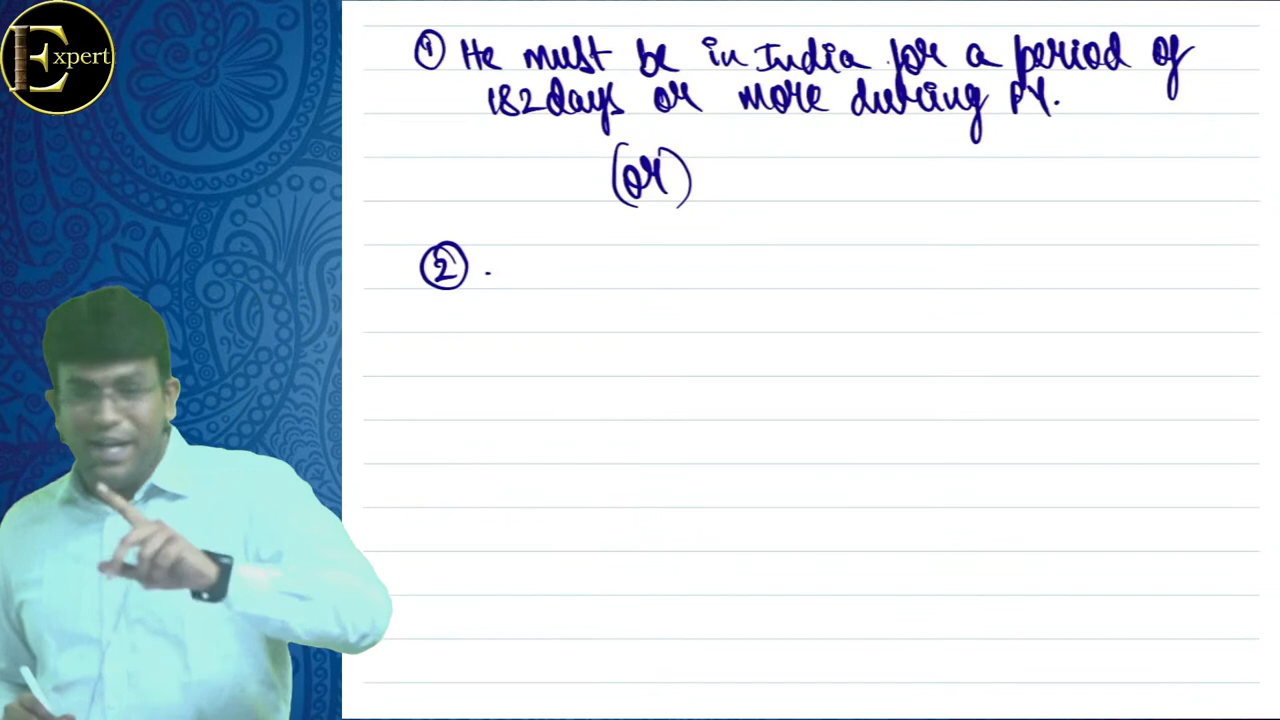 Expert
① He must be in India for a period of
182 days or more during PY.
(or)
② .